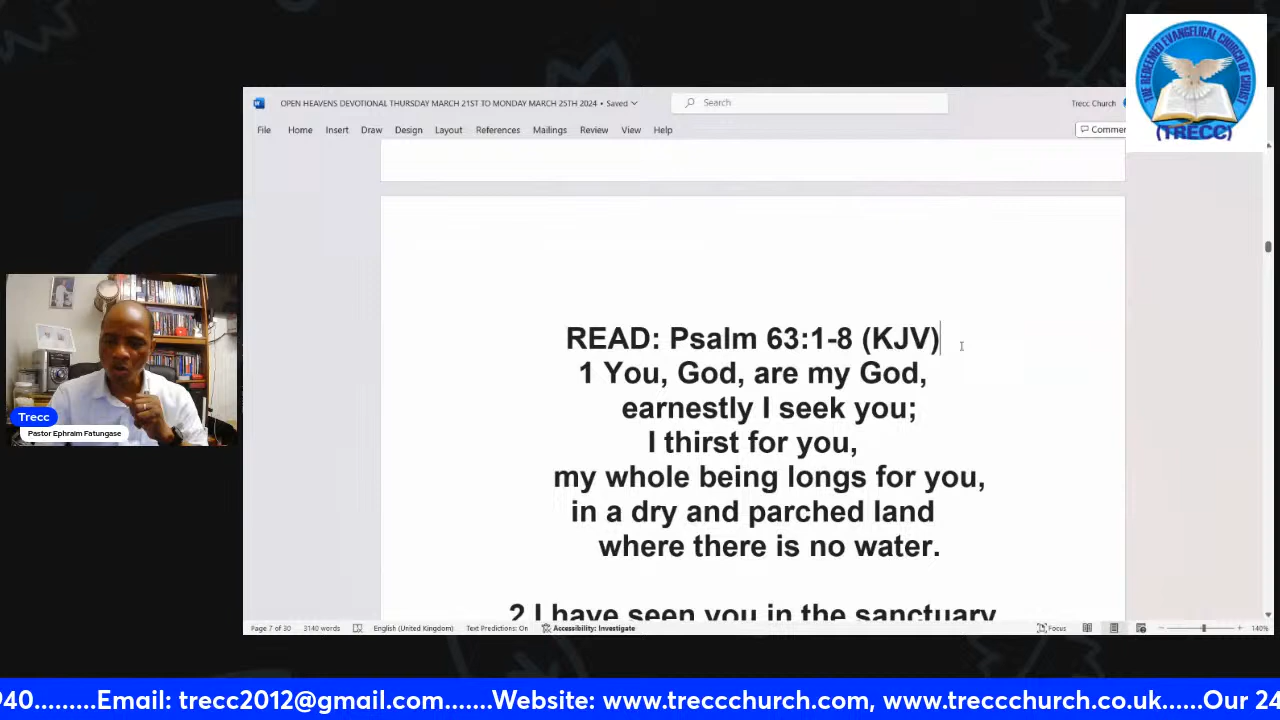 THE REDEEMED EVANGELICAL CHURCH OF CHRIST
(TRECC)
OPEN HEAVENS DEVOTIONAL THURSDAY MARCH 21ST TO MONDAY MARCH 25TH 2024 • Saved
Search
Trecc Church
File Home Insert Draw Design Layout References Mailings Review View Help
Commen
READ: Psalm 63:1-8 (KJV)
1 You, God, are my God,
earnestly I seek you;
I thirst for you,
my whole being longs for you,
in a dry and parched land
where there is no water.
2 I have seen you in the sanctuary
Trecc
Pastor Ephraim Fatungase
Page 7 of 30 3140 words English (United Kingdom) Text Predictions: On Accessibility: Investigate Focus 140%
940.........Email: trecc2012@gmail.com.......Website: www.treccchurch.com, www.treccchurch.co.uk......Our 24